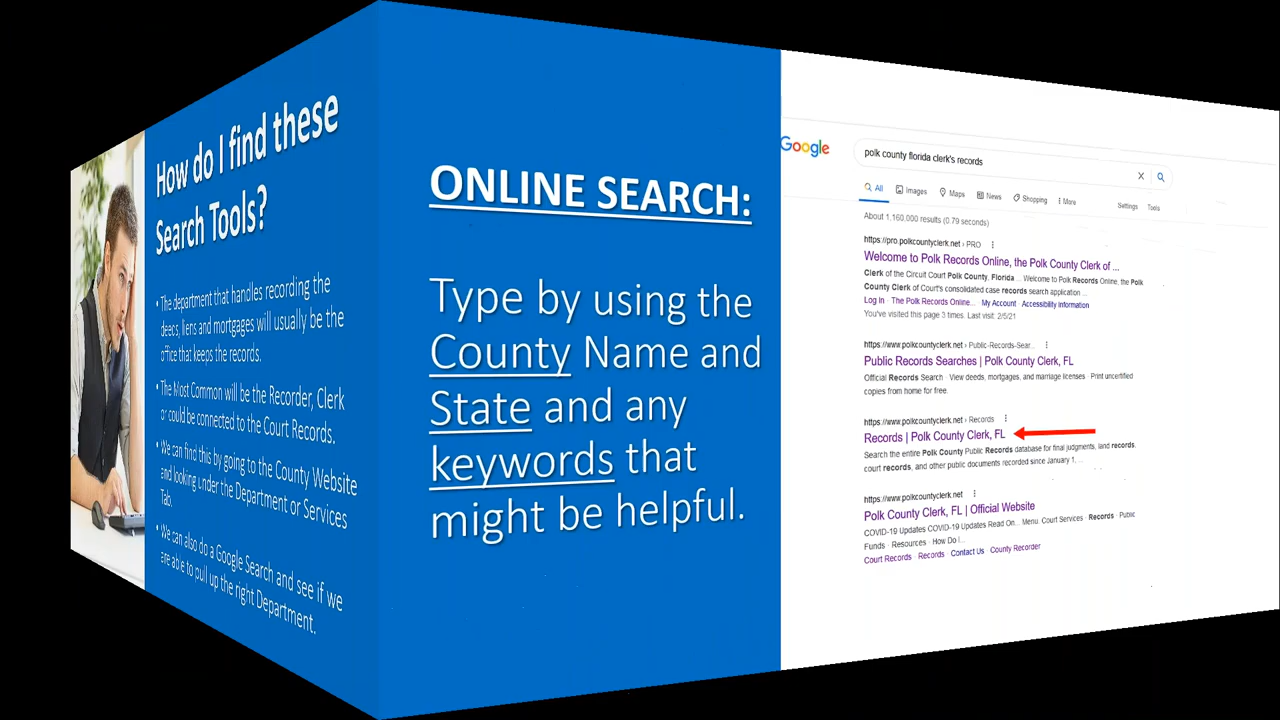 How do I find these
Search Tools?
• The department that handles recording the
deeds, liens and mortgages will usually be the
office that keeps the records.
• The Most Common will be the Recorder, Clerk
or could be connected to the Court Records.
• We can find this by going to the County Website
and looking under the Department or Services
Tab.
• We can also do a Google Search and see if we
are able to pull up the right Department.
ONLINE SEARCH:
Type by using the
County Name and
State and any
keywords that
might be helpful.
Google
polk county florida clerk's records
All Images Maps News Shopping More Settings Tools
About 1,160,000 results (0.79 seconds)
https://pro.polkcountyclerk.net › PRO
Welcome to Polk Records Online, the Polk County Clerk of ...
Clerk of the Circuit Court Polk County, Florida ... Welcome to Polk Records Online, the Polk
County Clerk of Court's consolidated case records search application ...
Log In · The Polk Records Online... · My Account · Accessibility Information
You've visited this page 3 times. Last visit: 2/5/21
https://www.polkcountyclerk.net › Public-Records-Sear...
Public Records Searches | Polk County Clerk, FL
Official Records Search · View deeds, mortgages, and marriage licenses · Print uncertified
copies from home for free.
https://www.polkcountyclerk.net › Records
Records | Polk County Clerk, FL
Search the entire Polk County Public Records database for final judgments, land records,
court records, and other public documents recorded since January 1, ...
https://www.polkcountyclerk.net
Polk County Clerk, FL | Official Website
COVID-19 Updates COVID-19 Updates Read On... Menu. Court Services · Records · Public
Funds · Resources · How Do I...
Court Records · Records · Contact Us · County Recorder